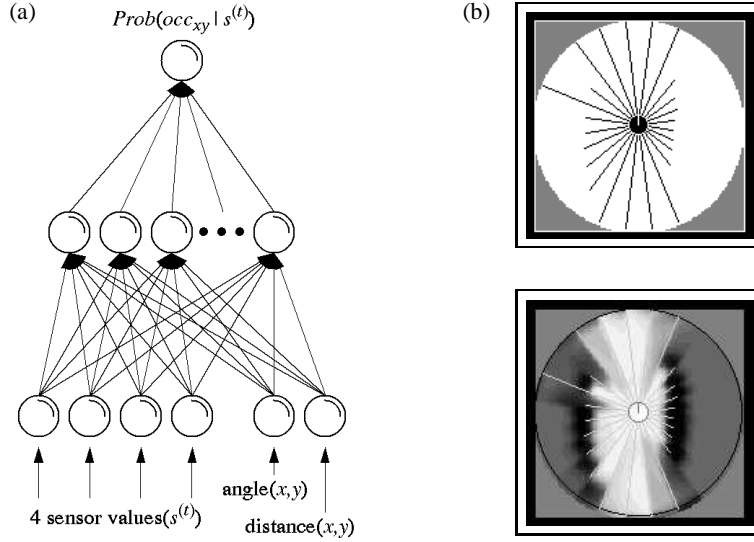 (a)
Prob(occ_xy | s^(t))
angle(x,y)
4 sensor values(s^(t))
distance(x,y)
(b)